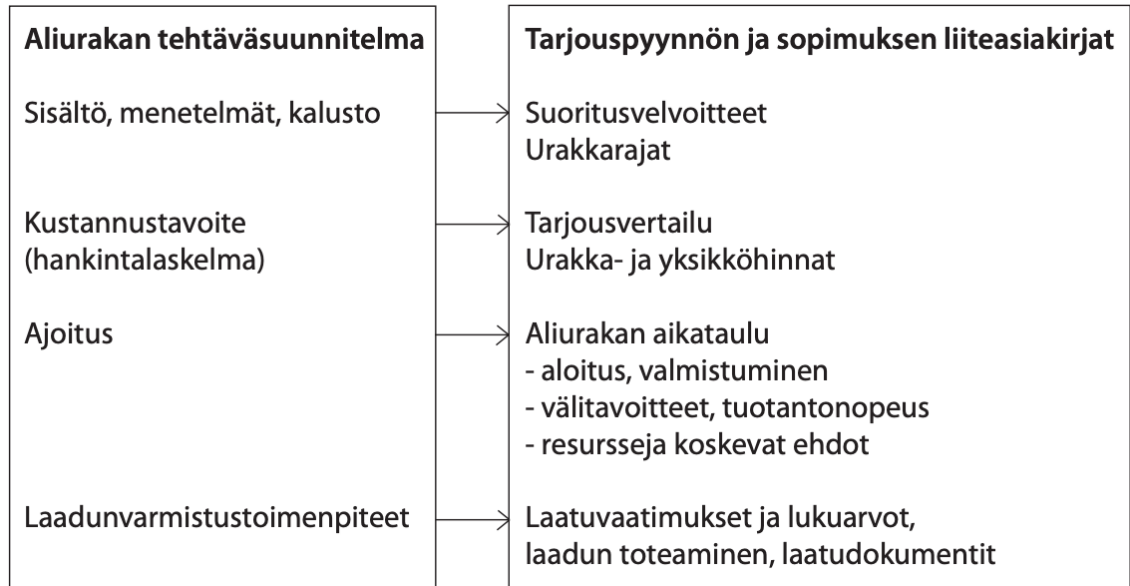 Aliurakan tehtäväsuunnitelma
Sisältö, menetelmät, kalusto
Kustannustavoite
(hankintalaskelma)
Ajoitus
Laadunvarmistustoimenpiteet
Tarjouspyynnön ja sopimuksen liiteasiakirjat
Suoritusvelvoitteet
Urakkarajat
Tarjousvertailu
Urakka- ja yksikköhinnat
Aliurakan aikataulu
- aloitus, valmistuminen
- välitavoitteet, tuotantonopeus
- resursseja koskevat ehdot
Laatuvaatimukset ja lukuarvot,
laadun toteaminen, laatudokumentit